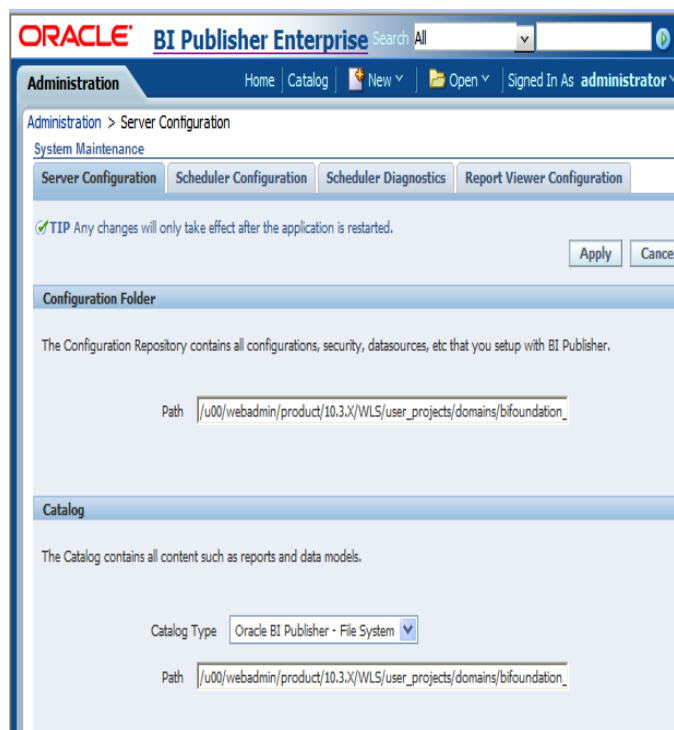 ORACLE BI Publisher Enterprise Search All
Administration Home Catalog New Open Signed In As administrator
Administration > Server Configuration
System Maintenance
Server Configuration Scheduler Configuration Scheduler Diagnostics Report Viewer Configuration
TIP Any changes will only take effect after the application is restarted.
Apply Cance
Configuration Folder
The Configuration Repository contains all configurations, security, datasources, etc that you setup with BI Publisher.
Path /u00/webadmin/product/10.3.X/WLS/user_projects/domains/bifoundation_
Catalog
The Catalog contains all content such as reports and data models.
Catalog Type Oracle BI Publisher - File System
Path /u00/webadmin/product/10.3.X/WLS/user_projects/domains/bifoundation_